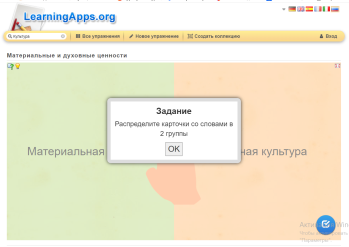 LearningApps.org
культура
Все упражнения
Новое упражнение
Создать коллекцию
Вход
Материальные и духовные ценности
Задание
Распределите карточки со словами в
2 группы
OK
Материальная
ная культура